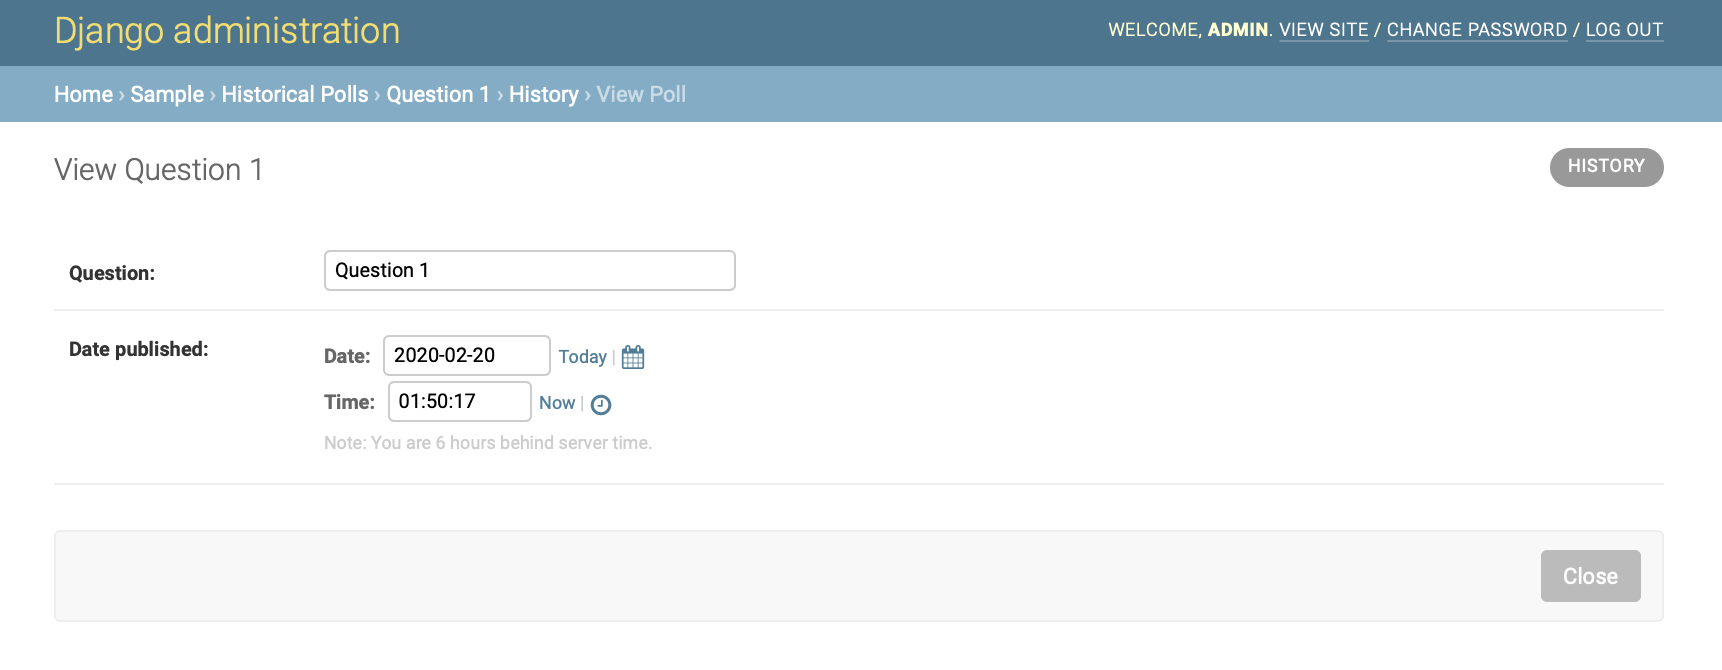 Django administration
WELCOME, ADMIN. VIEW SITE / CHANGE PASSWORD / LOG OUT
Home › Sample › Historical Polls › Question 1 › History › View Poll
View Question 1
HISTORY
Question: Question 1
Date published:
Date: 2020-02-20 Today |
Time: 01:50:17 Now |
Note: You are 6 hours behind server time.
Close